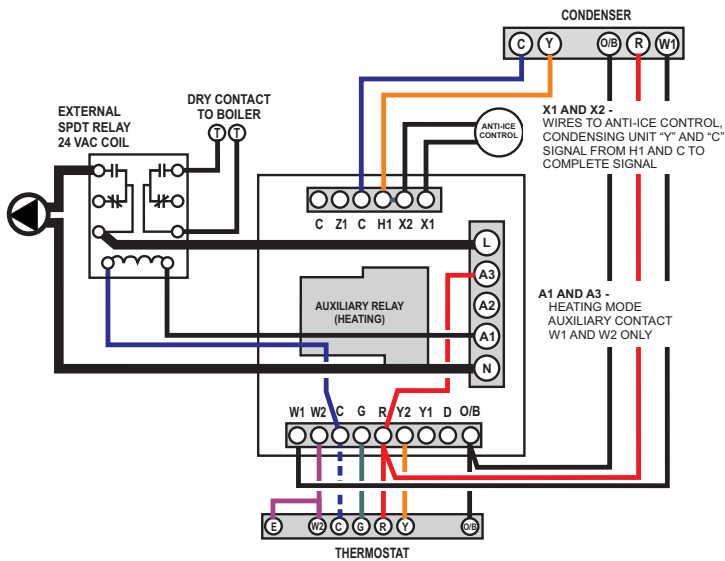 CONDENSER
C Y O/B R W1
EXTERNAL
SPDT RELAY
24 VAC COIL
DRY CONTACT
TO BOILER
T T
ANTI-ICE
CONTROL
X1 AND X2 -
WIRES TO ANTI-ICE CONTROL,
CONDENSING UNIT “Y” AND “C”
SIGNAL FROM H1 AND C TO
COMPLETE SIGNAL
C Z1 C H1 X2 X1
L
A3
A2
A1
N
AUXILIARY RELAY
(HEATING)
A1 AND A3 -
HEATING MODE
AUXILIARY CONTACT
W1 AND W2 ONLY
W1 W2 C G R Y2 Y1 D O/B
E W2 C G R Y O/B
THERMOSTAT